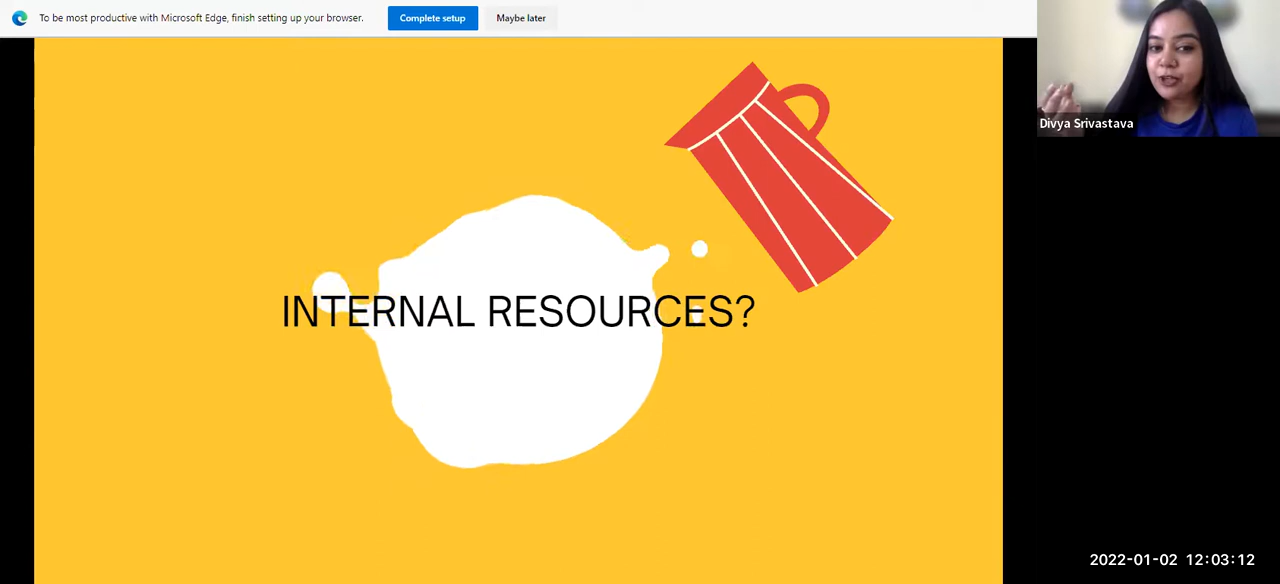 To be most productive with Microsoft Edge, finish setting up your browser. Complete setup Maybe later
Divya Srivastava
INTERNAL RESOURCES?
2022-01-02 12:03:12